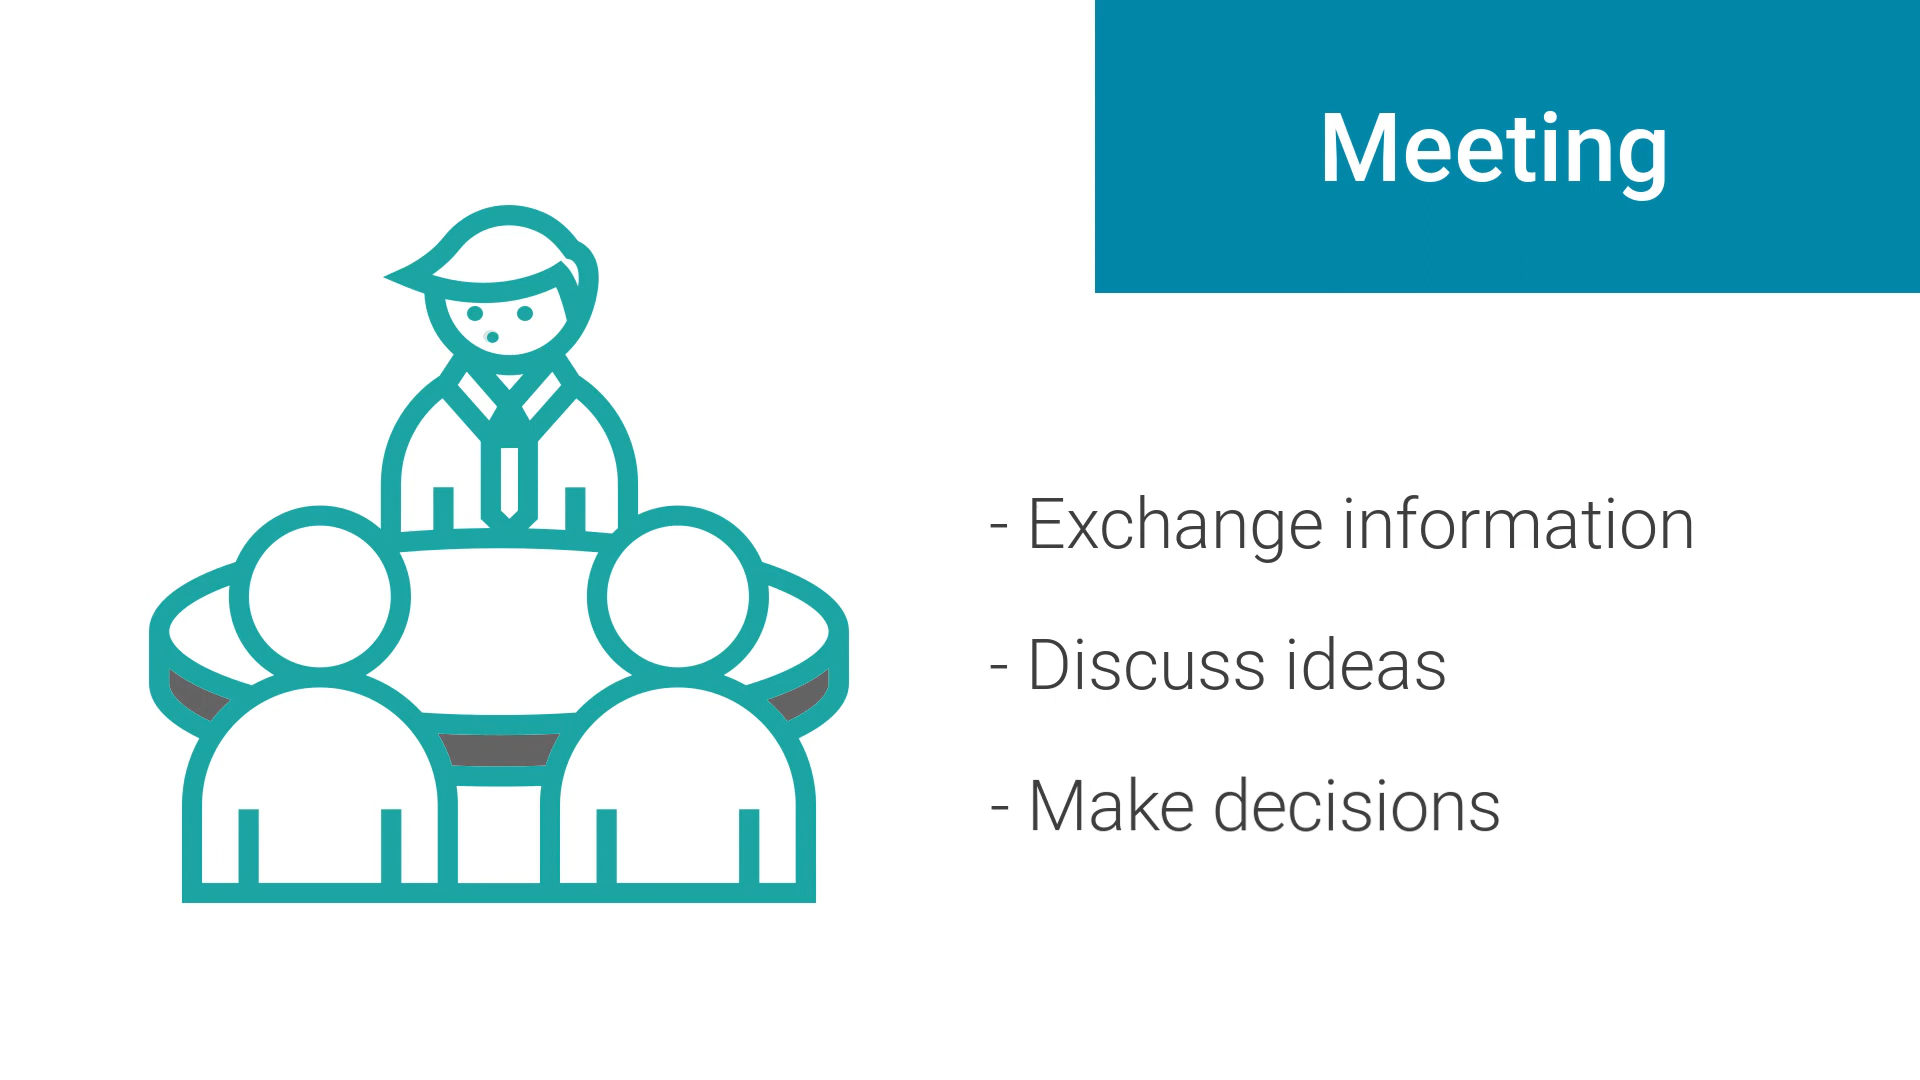 Meeting
- Exchange information
- Discuss ideas
- Make decisions